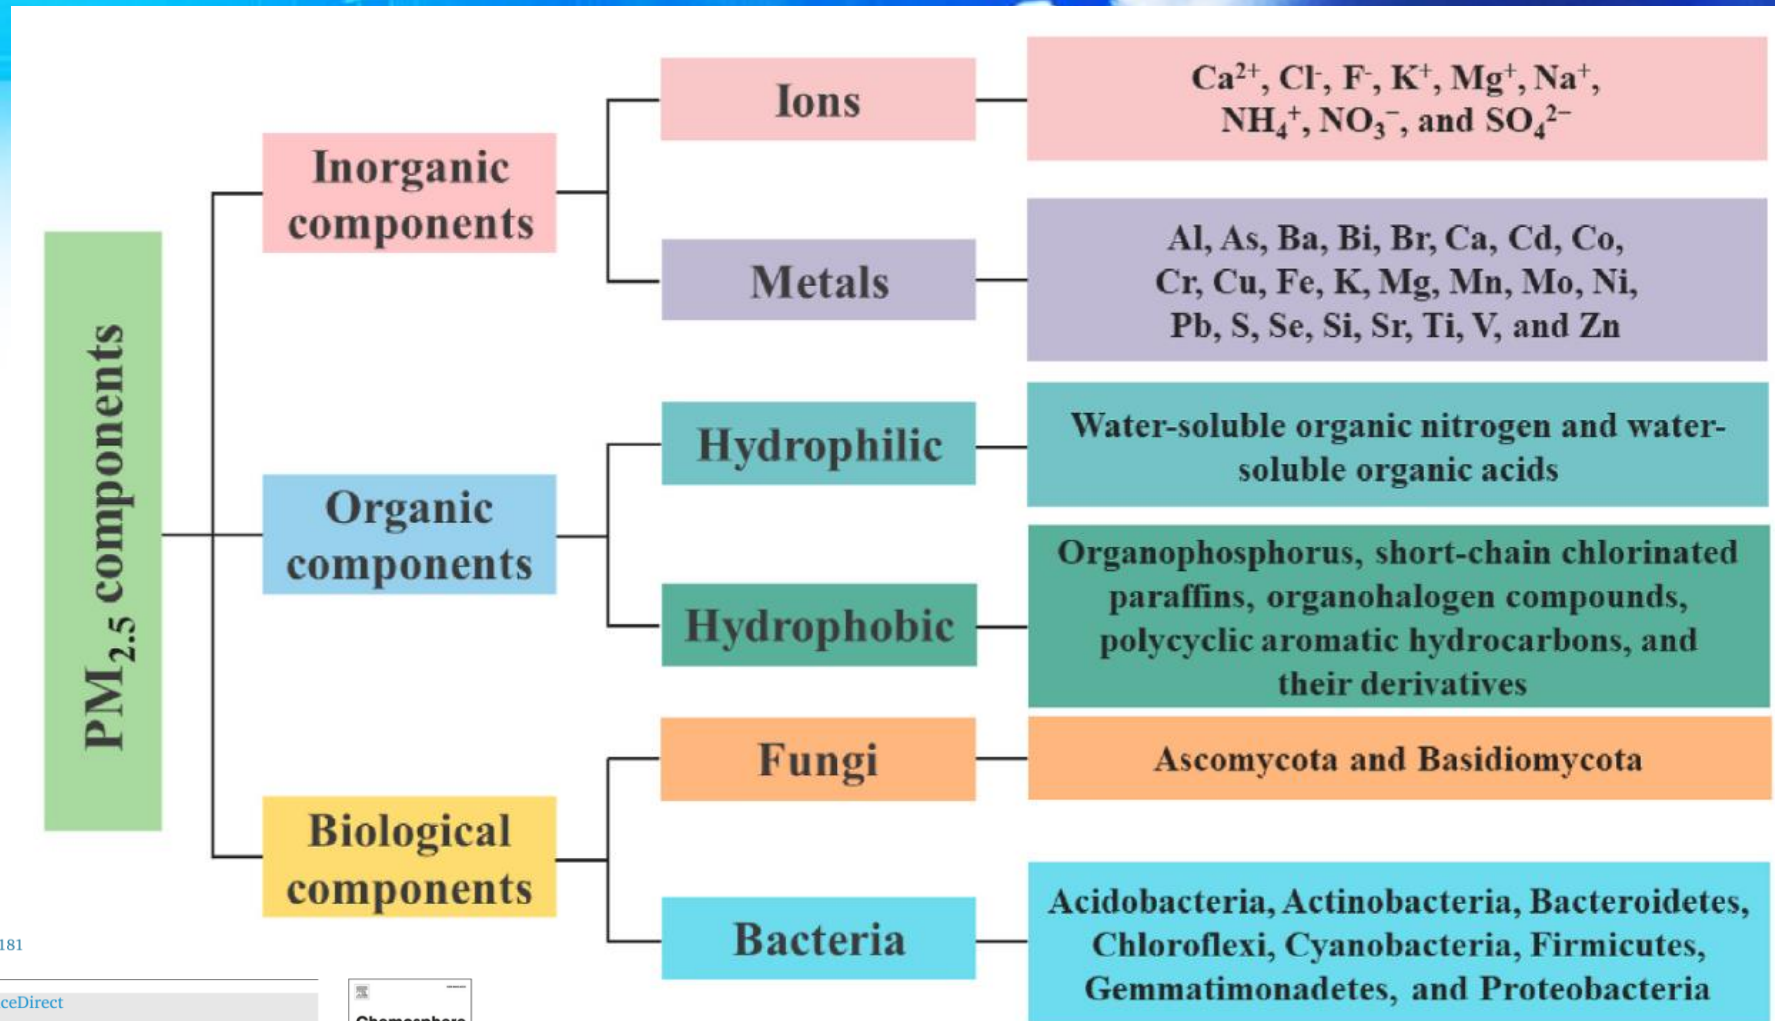 PM₂.₅ components
Inorganic
components
Ions
Ca²⁺, Cl⁻, F⁻, K⁺, Mg⁺, Na⁺,
NH₄⁺, NO₃⁻, and SO₄²⁻
Metals
Al, As, Ba, Bi, Br, Ca, Cd, Co,
Cr, Cu, Fe, K, Mg, Mn, Mo, Ni,
Pb, S, Se, Si, Sr, Ti, V, and Zn
Organic
components
Hydrophilic
Water-soluble organic nitrogen and water-
soluble organic acids
Hydrophobic
Organophosphorus, short-chain chlorinated
paraffins, organohalogen compounds,
polycyclic aromatic hydrocarbons, and
their derivatives
Biological
components
Fungi
Ascomycota and Basidiomycota
Bacteria
Acidobacteria, Actinobacteria, Bacteroidetes,
Chloroflexi, Cyanobacteria, Firmicutes,
Gemmatimonadetes, and Proteobacteria
181
ceDirect
Chemosphere